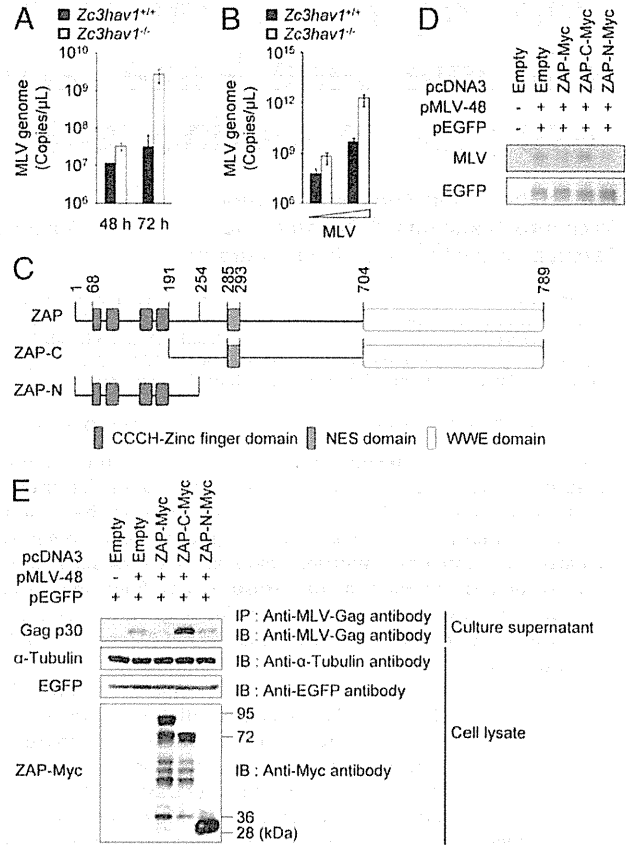 A
Zc3hav1+/+
Zc3hav1-/-
MLV genome
(Copies/µL)
10¹⁰
10⁹
10⁸
10⁷
10⁶
48 h 72 h
B
Zc3hav1+/+
Zc3hav1-/-
MLV genome
(Copies/µL)
10¹⁵
10¹²
10⁹
10⁶
MLV
D
Empty
Empty
ZAP-Myc
ZAP-C-Myc
ZAP-N-Myc
pcDNA3
pMLV-48 - + + + +
pEGFP - + + + +
MLV
EGFP
C
1 68 191 254 285 293 704 789
ZAP
ZAP-C
ZAP-N
CCCH-Zinc finger domain NES domain WWE domain
E
Empty
Empty
ZAP-Myc
ZAP-C-Myc
ZAP-N-Myc
pcDNA3
pMLV-48 - + + + +
pEGFP + + + + +
Gag p30
IP : Anti-MLV-Gag antibody
IB : Anti-MLV-Gag antibody
Culture supernatant
α-Tubulin IB : Anti-α-Tubulin antibody
EGFP IB : Anti-EGFP antibody
Cell lysate
ZAP-Myc IB : Anti-Myc antibody
95
72
36
28 (kDa)